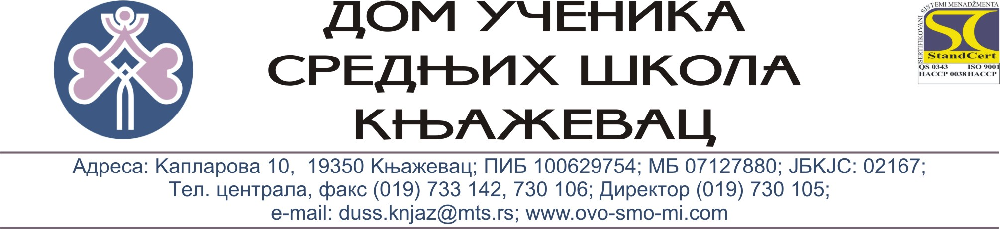 ДОМ УЧЕНИКА
СРЕДЊИХ ШКОЛА
КЊАЖЕВАЦ
SERTIFIKOVANI SISTEMI MENADŽMENTA
SC
StandCert
QS 0343 ISO 9001
HACCP 0038 HACCP
Адреса: Капларова 10, 19350 Књажевац; ПИБ 100629754; МБ 07127880; ЈБКЈС: 02167;
Тел. централа, факс (019) 733 142, 730 106; Директор (019) 730 105;
e-mail: duss.knjaz@mts.rs; www.ovo-smo-mi.com